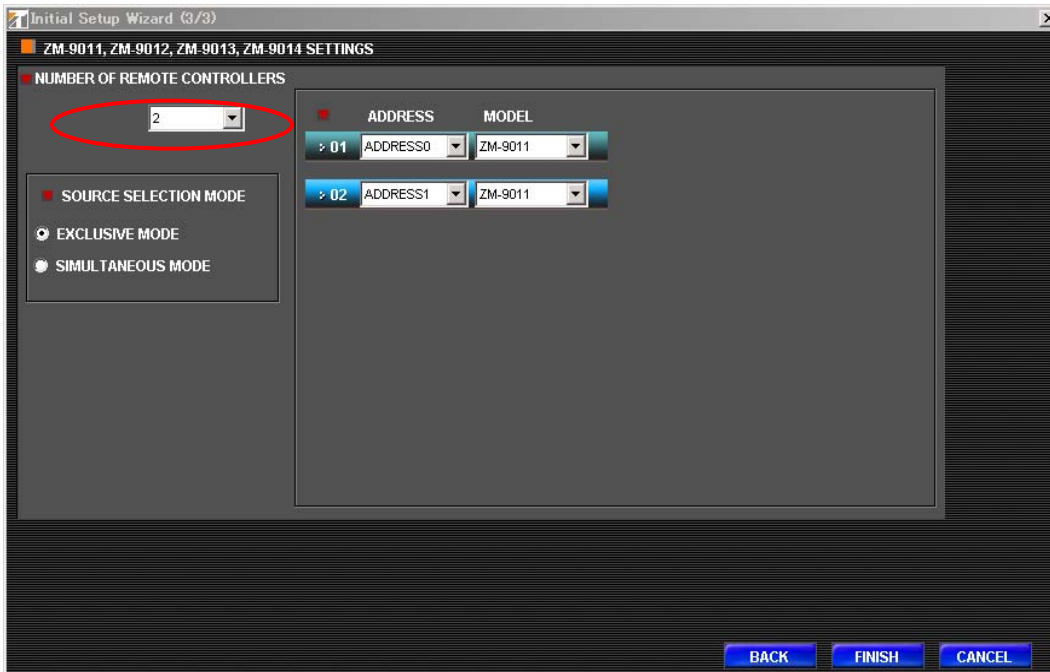 Initial Setup Wizard (3/3)
ZM-9011, ZM-9012, ZM-9013, ZM-9014 SETTINGS
NUMBER OF REMOTE CONTROLLERS
2
SOURCE SELECTION MODE
EXCLUSIVE MODE
SIMULTANEOUS MODE
ADDRESS MODEL
> 01 ADDRESS0 ZM-9011
> 02 ADDRESS1 ZM-9011
BACK FINISH CANCEL